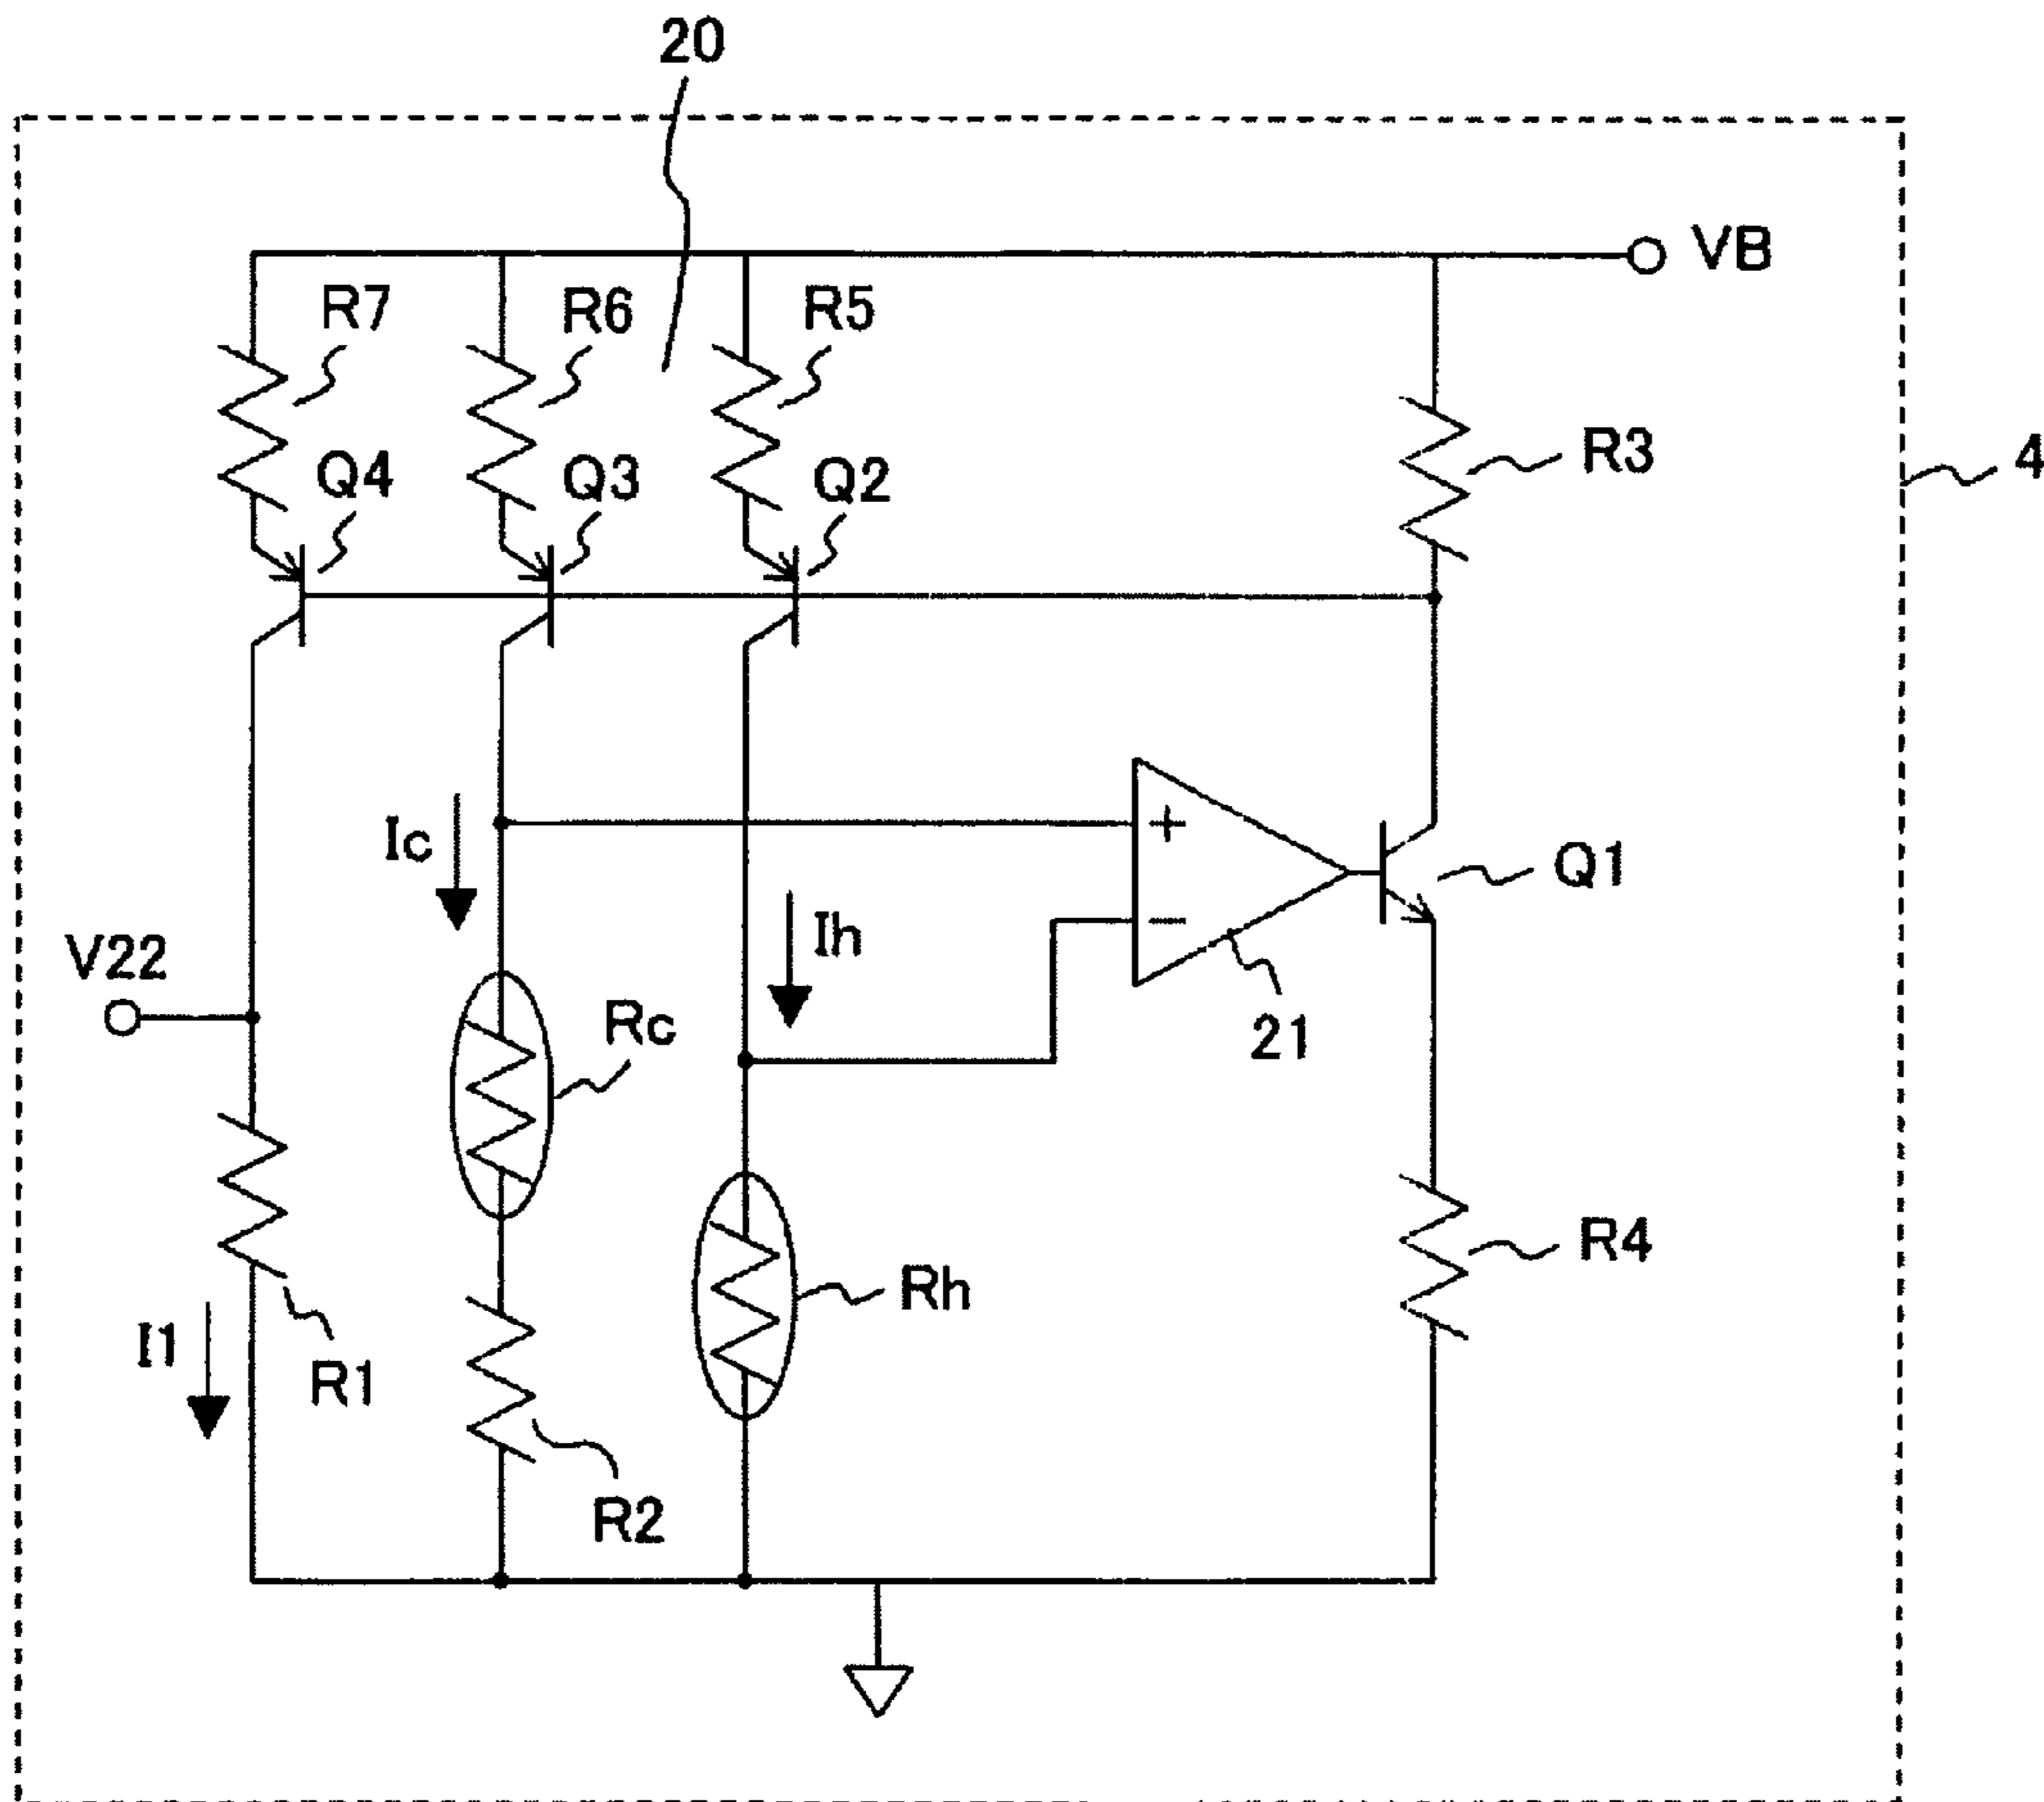 20
VB
R7
R6
R5
R3
4
Q4
Q3
Q2
Ic
+
Q1
Ih
−
V22
Rc
21
R4
Rh
I1
R1
R2